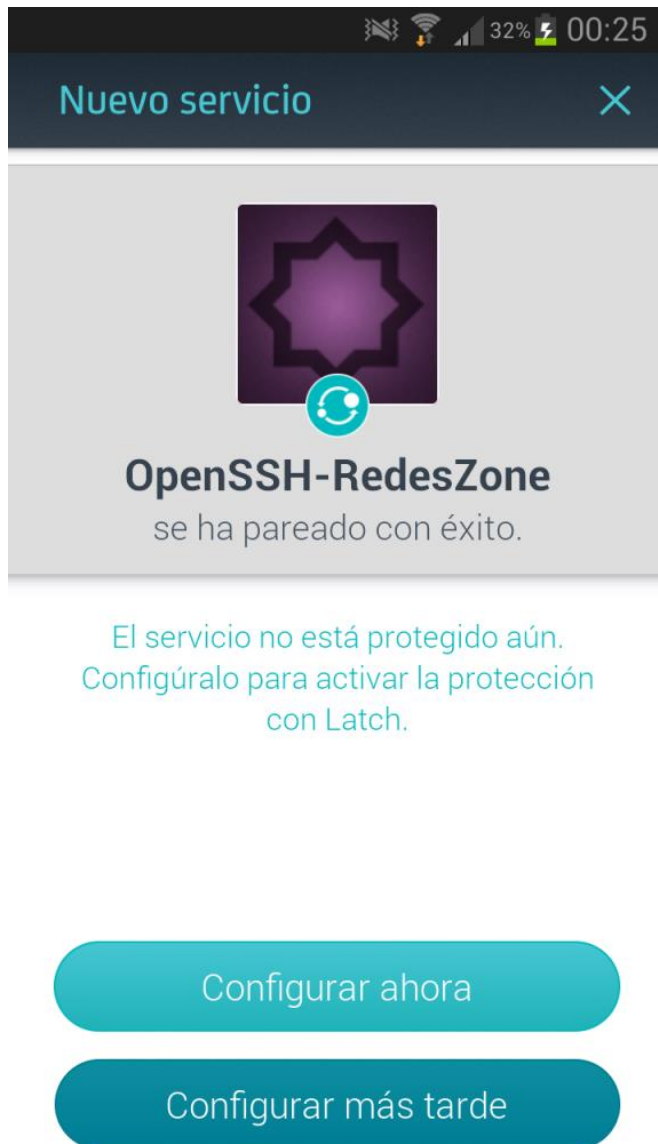 32% 00:25
Nuevo servicio
OpenSSH-RedesZone
se ha pareado con éxito.
El servicio no está protegido aún.
Configúralo para activar la protección
con Latch.
Configurar ahora
Configurar más tarde